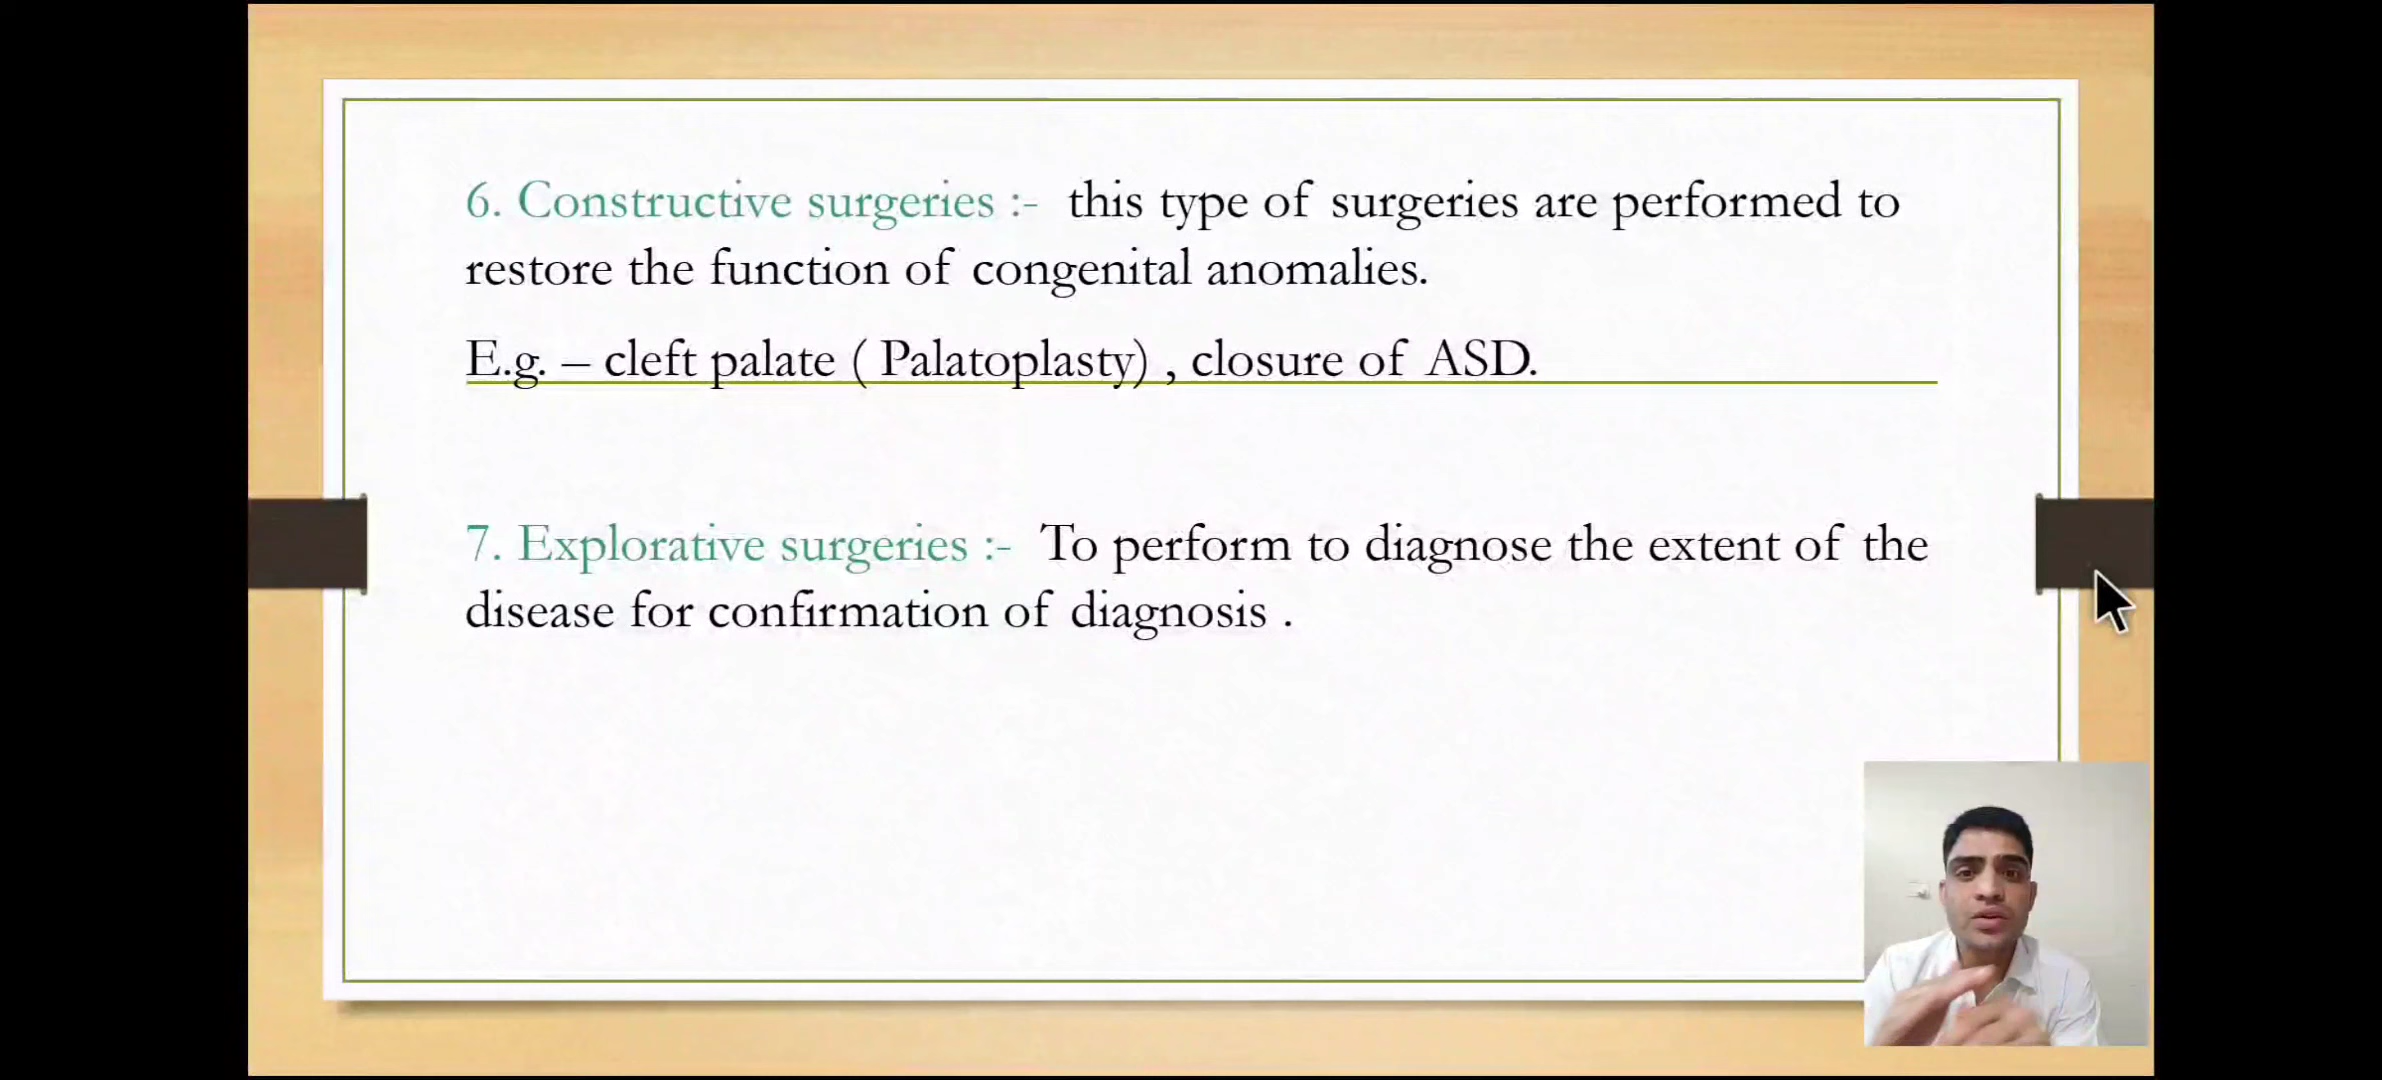 6. Constructive surgeries :- this type of surgeries are performed to
restore the function of congenital anomalies.
E.g. – cleft palate ( Palatoplasty) , closure of ASD.
7. Explorative surgeries :- To perform to diagnose the extent of the
disease for confirmation of diagnosis .